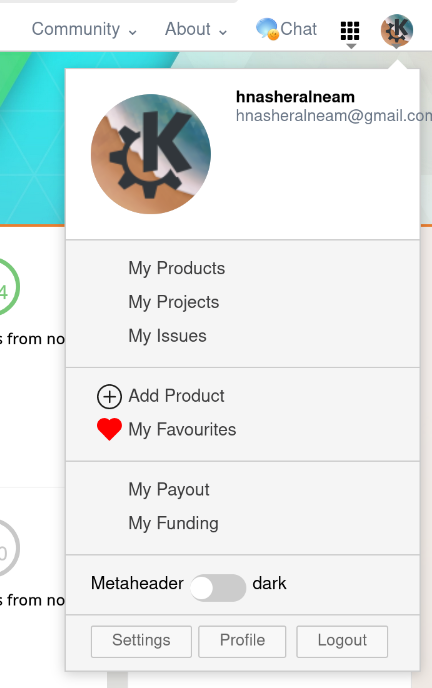 Community
About
Chat
hnasheralneam
hnasheralneam@gmail.com
My Products
4
My Projects
s from no
My Issues
Add Product
My Favourites
My Payout
My Funding
0
Metaheader dark
s from no
Settings Profile Logout